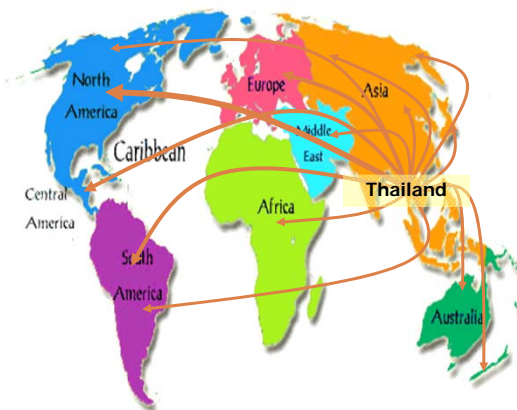 North
America
Europe
Asia
Middle
East
Caribbean
Central
America
Thailand
Africa
South
America
Australia